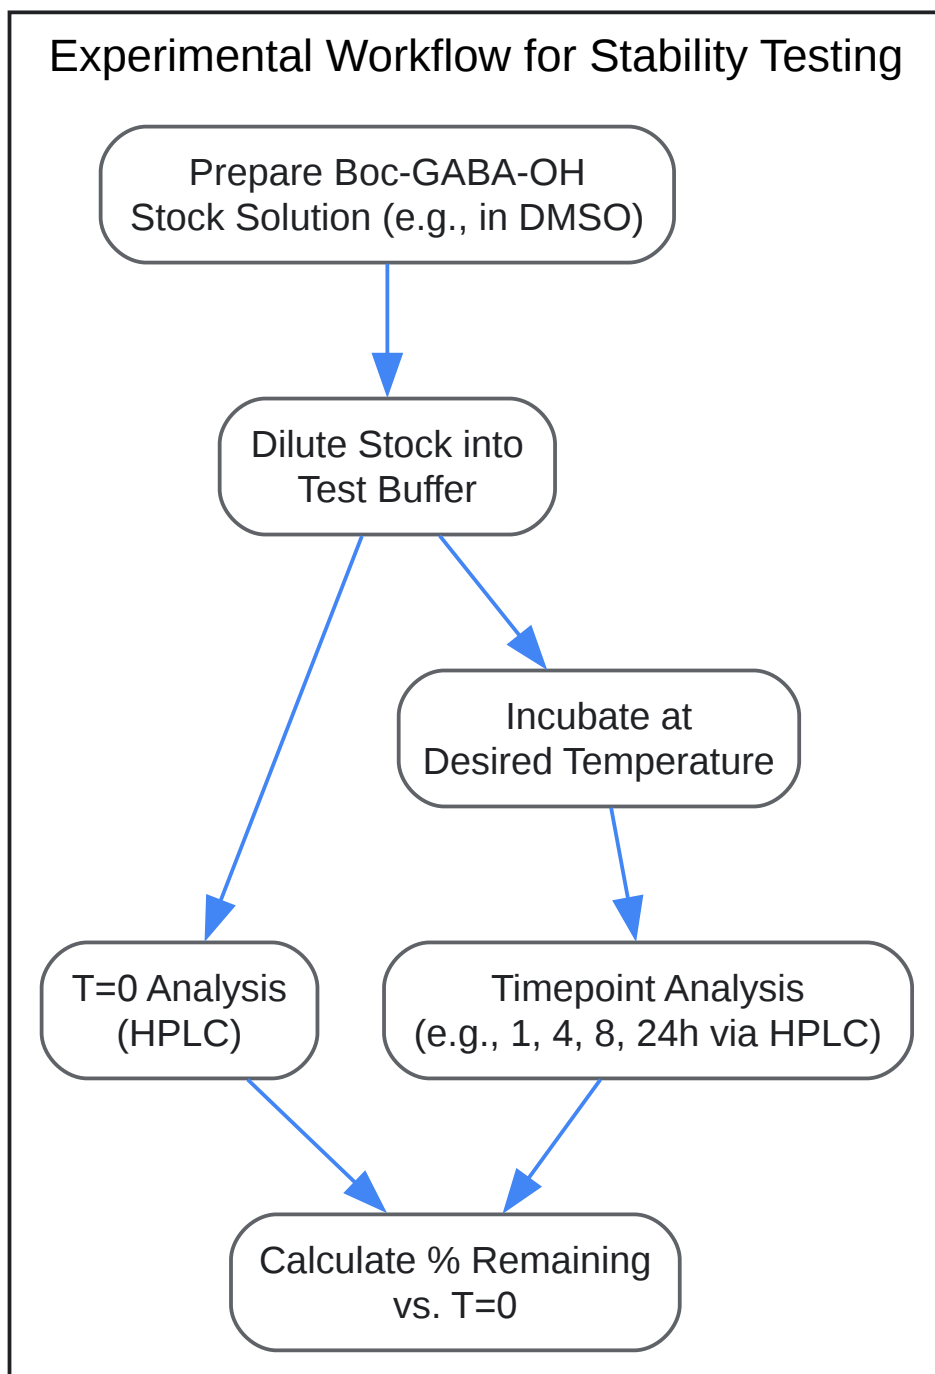 Experimental Workflow for Stability Testing
Prepare Boc-GABA-OH
Stock Solution (e.g., in DMSO)
Dilute Stock into
Test Buffer
Incubate at
Desired Temperature
T=0 Analysis
(HPLC)
Timepoint Analysis
(e.g., 1, 4, 8, 24h via HPLC)
Calculate % Remaining
vs. T=0